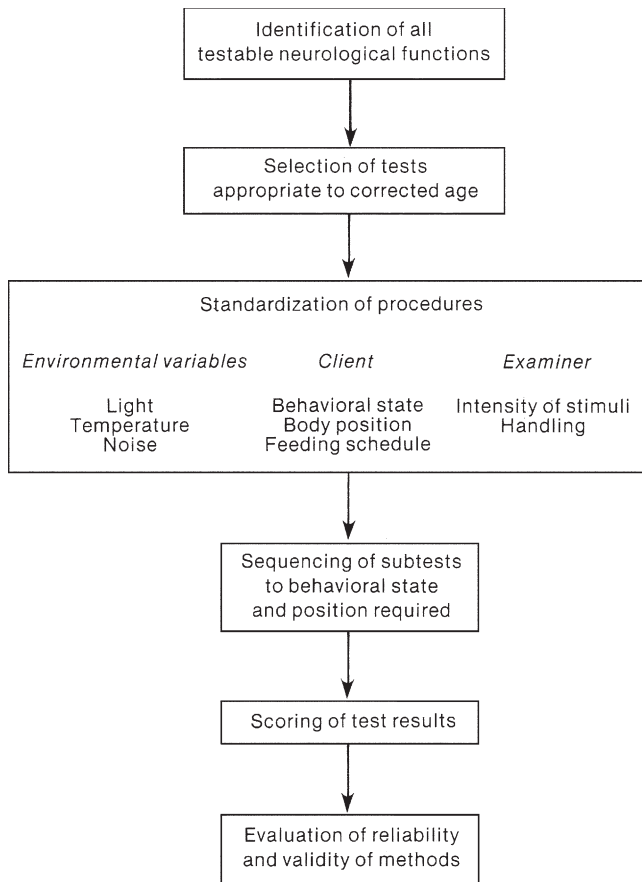 Identification of all
testable neurological functions
Selection of tests
appropriate to corrected age
Standardization of procedures
Environmental variables Client Examiner
Light Behavioral state Intensity of stimuli
Temperature Body position Handling
Noise Feeding schedule
Sequencing of subtests
to behavioral state
and position required
Scoring of test results
Evaluation of reliability
and validity of methods